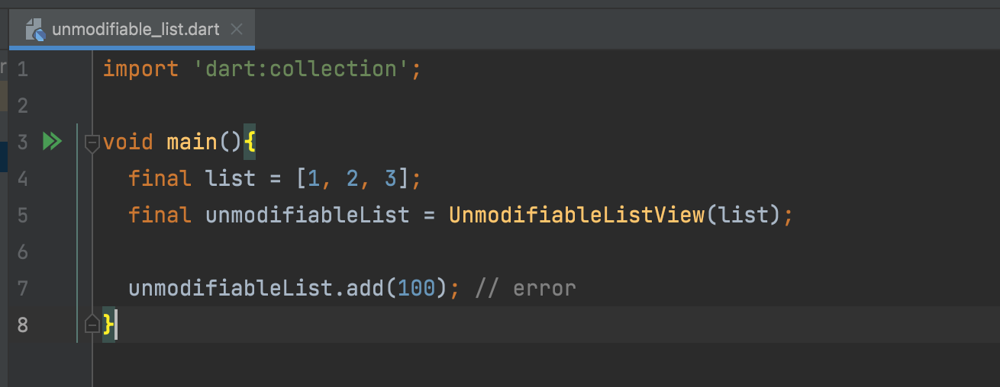 unmodifiable_list.dart
r
1 import 'dart:collection';
2
3 void main(){
4   final list = [1, 2, 3];
5   final unmodifiableList = UnmodifiableListView(list);
6
7   unmodifiableList.add(100); // error
8 }